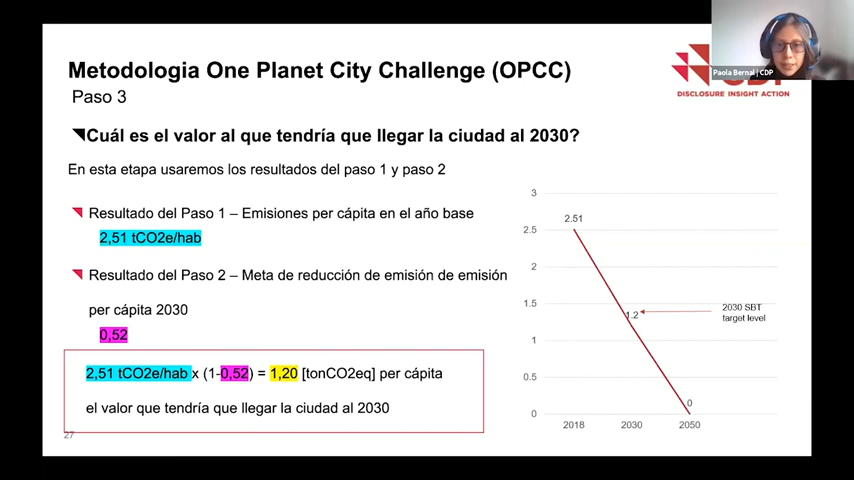 Metodologia One Planet City Challenge (OPCC)
Paso 3
Paola Bernal | CDP
DISCLOSURE INSIGHT ACTION
Cuál es el valor al que tendría que llegar la ciudad al 2030?
En esta etapa usaremos los resultados del paso 1 y paso 2
Resultado del Paso 1 – Emisiones per cápita en el año base
2,51 tCO2e/hab
Resultado del Paso 2 – Meta de reducción de emisión de emisión
per cápita 2030
0,52
2,51 tCO2e/hab x (1-0,52) = 1,20 [tonCO2eq] per cápita
el valor que tendría que llegar la ciudad al 2030
27
3
2.5
2
1.5
1
0.5
0
2.51
1.2
0
2030 SBT
target level
2018 2030 2050